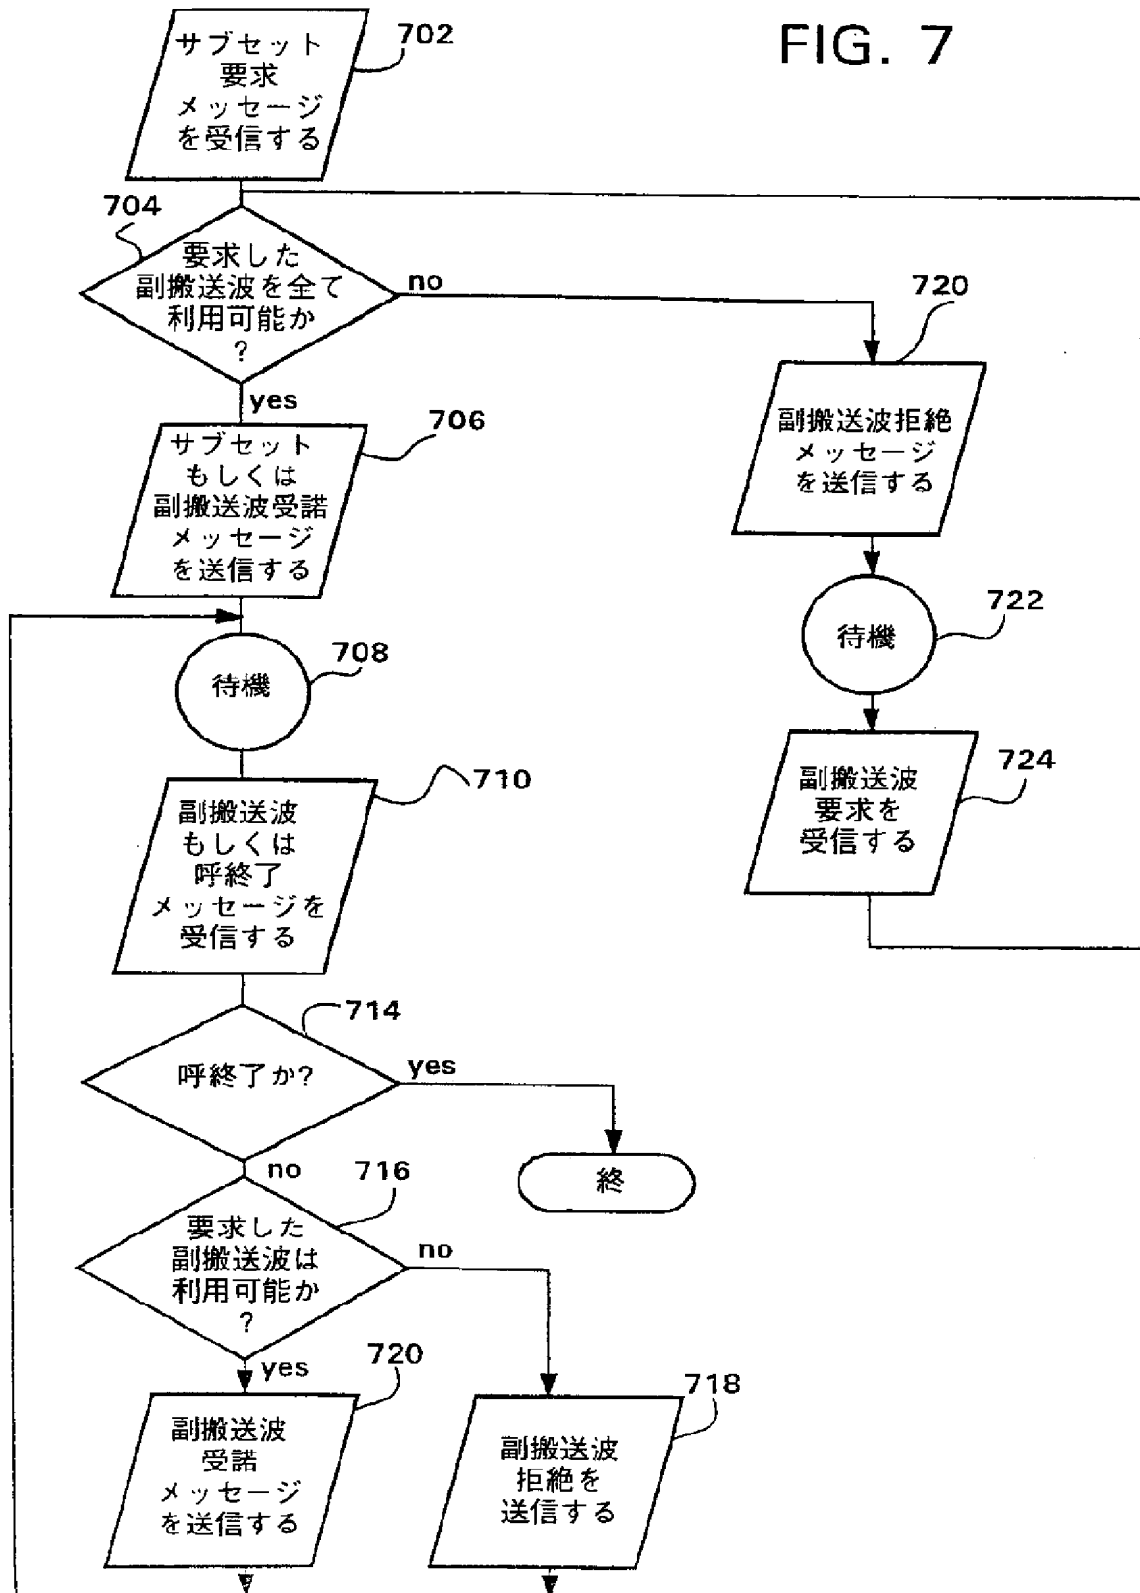 FIG. 7
702
サブセット
要求
メッセージ
を受信する
704
要求した
副搬送波を全て
利用可能か
?
no
yes
706
サブセット
もしくは
副搬送波受諾
メッセージ
を送信する
708
待機
710
副搬送波
もしくは
呼終了
メッセージを
受信する
714
呼終了か?
yes
終
no
716
要求した
副搬送波は
利用可能か
?
no
yes
720
副搬送波
受諾
メッセージ
を送信する
718
副搬送波
拒絶を
送信する
720
副搬送波拒絶
メッセージ
を送信する
722
待機
724
副搬送波
要求を
受信する